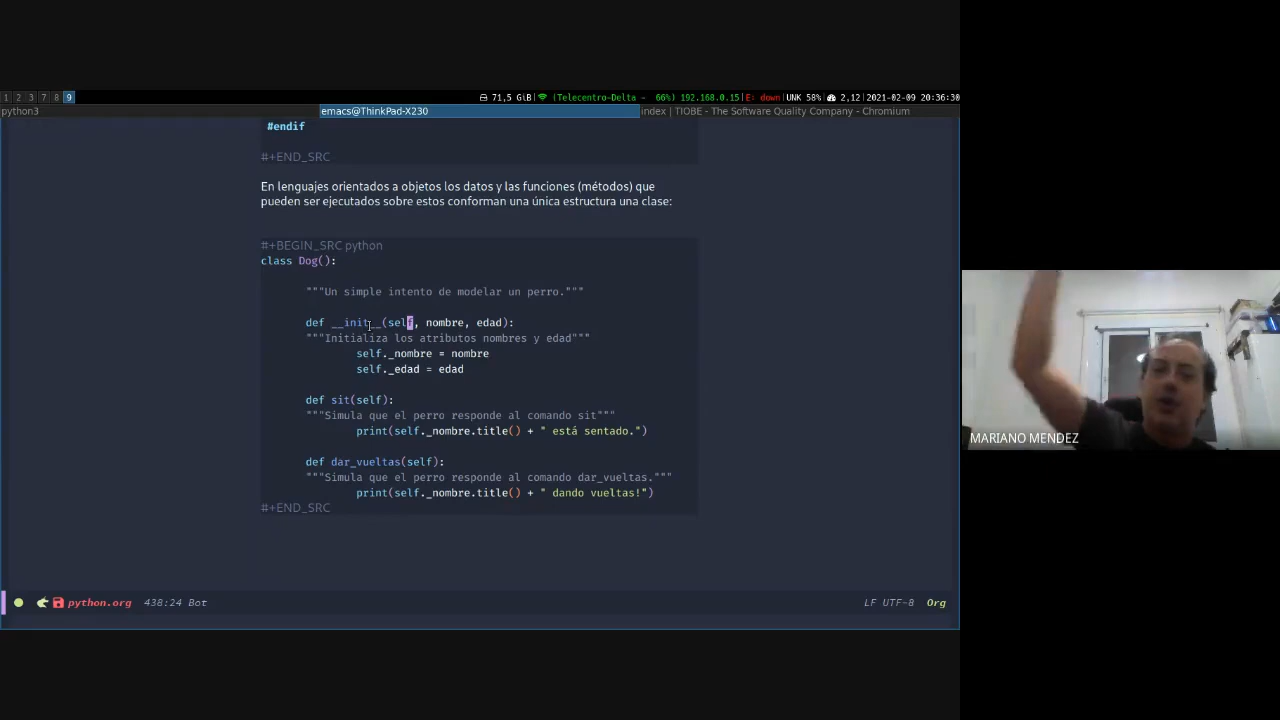 1 2 3 7 8 9
71,5 GiB| (Telecentro-Delta - 66%) 192.168.0.15|E: down|UNK 58%| 2,12|2021-02-09 20:36:30
python3
emacs@ThinkPad-X230
index | TIOBE - The Software Quality Company - Chromium
#endif
#+END_SRC
En lenguajes orientados a objetos los datos y las funciones (métodos) que
pueden ser ejecutados sobre estos conforman una única estructura una clase:
#+BEGIN_SRC python
class Dog():
"""Un simple intento de modelar un perro."""
def __init__(self, nombre, edad):
"""Initializa los atributos nombres y edad"""
self._nombre = nombre
self._edad = edad
def sit(self):
"""Simula que el perro responde al comando sit"""
print(self._nombre.title() + " está sentado.")
def dar_vueltas(self):
"""Simula que el perro responde al comando dar_vueltas."""
print(self._nombre.title() + " dando vueltas!")
#+END_SRC
python.org 438:24 Bot
LF UTF-8 Org
MARIANO MENDEZ